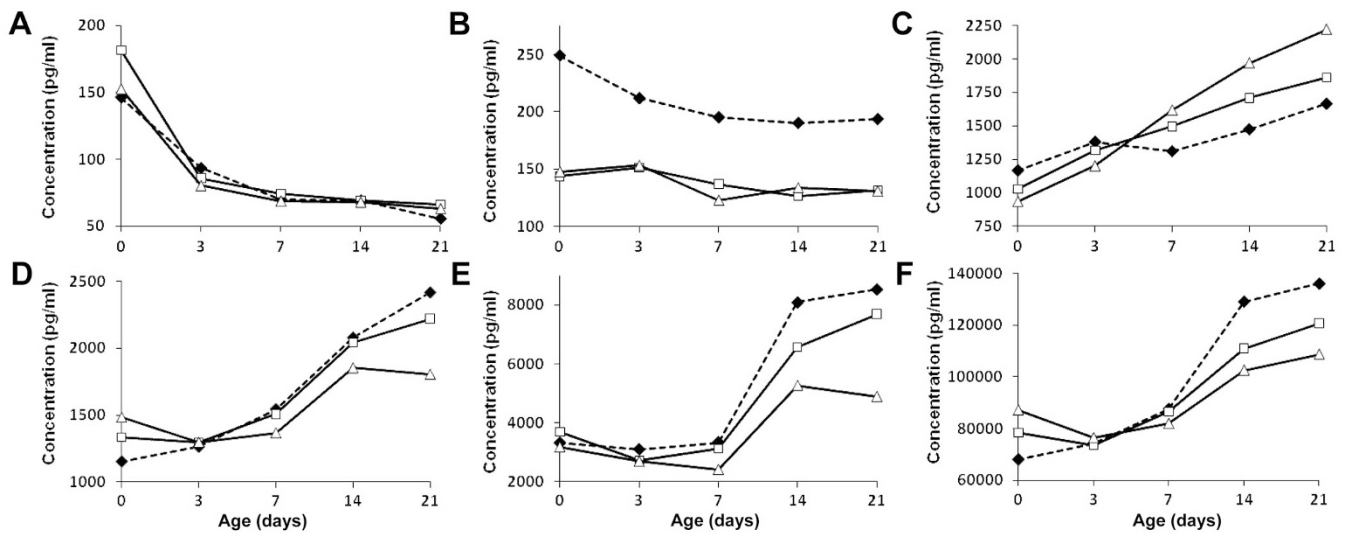 A
Concentration (pg/ml)
200
150
100
50
0 3 7 14 21
B
Concentration (pg/ml)
250
200
150
100
0 3 7 14 21
C
Concentration (pg/ml)
2250
2000
1750
1500
1250
1000
750
0 3 7 14 21
D
Concentration (pg/ml)
2500
2000
1500
1000
0 3 7 14 21
Age (days)
E
Concentration (pg/ml)
8000
6000
4000
2000
0 3 7 14 21
Age (days)
F
Concentration (pg/ml)
140000
120000
100000
80000
60000
0 3 7 14 21
Age (days)